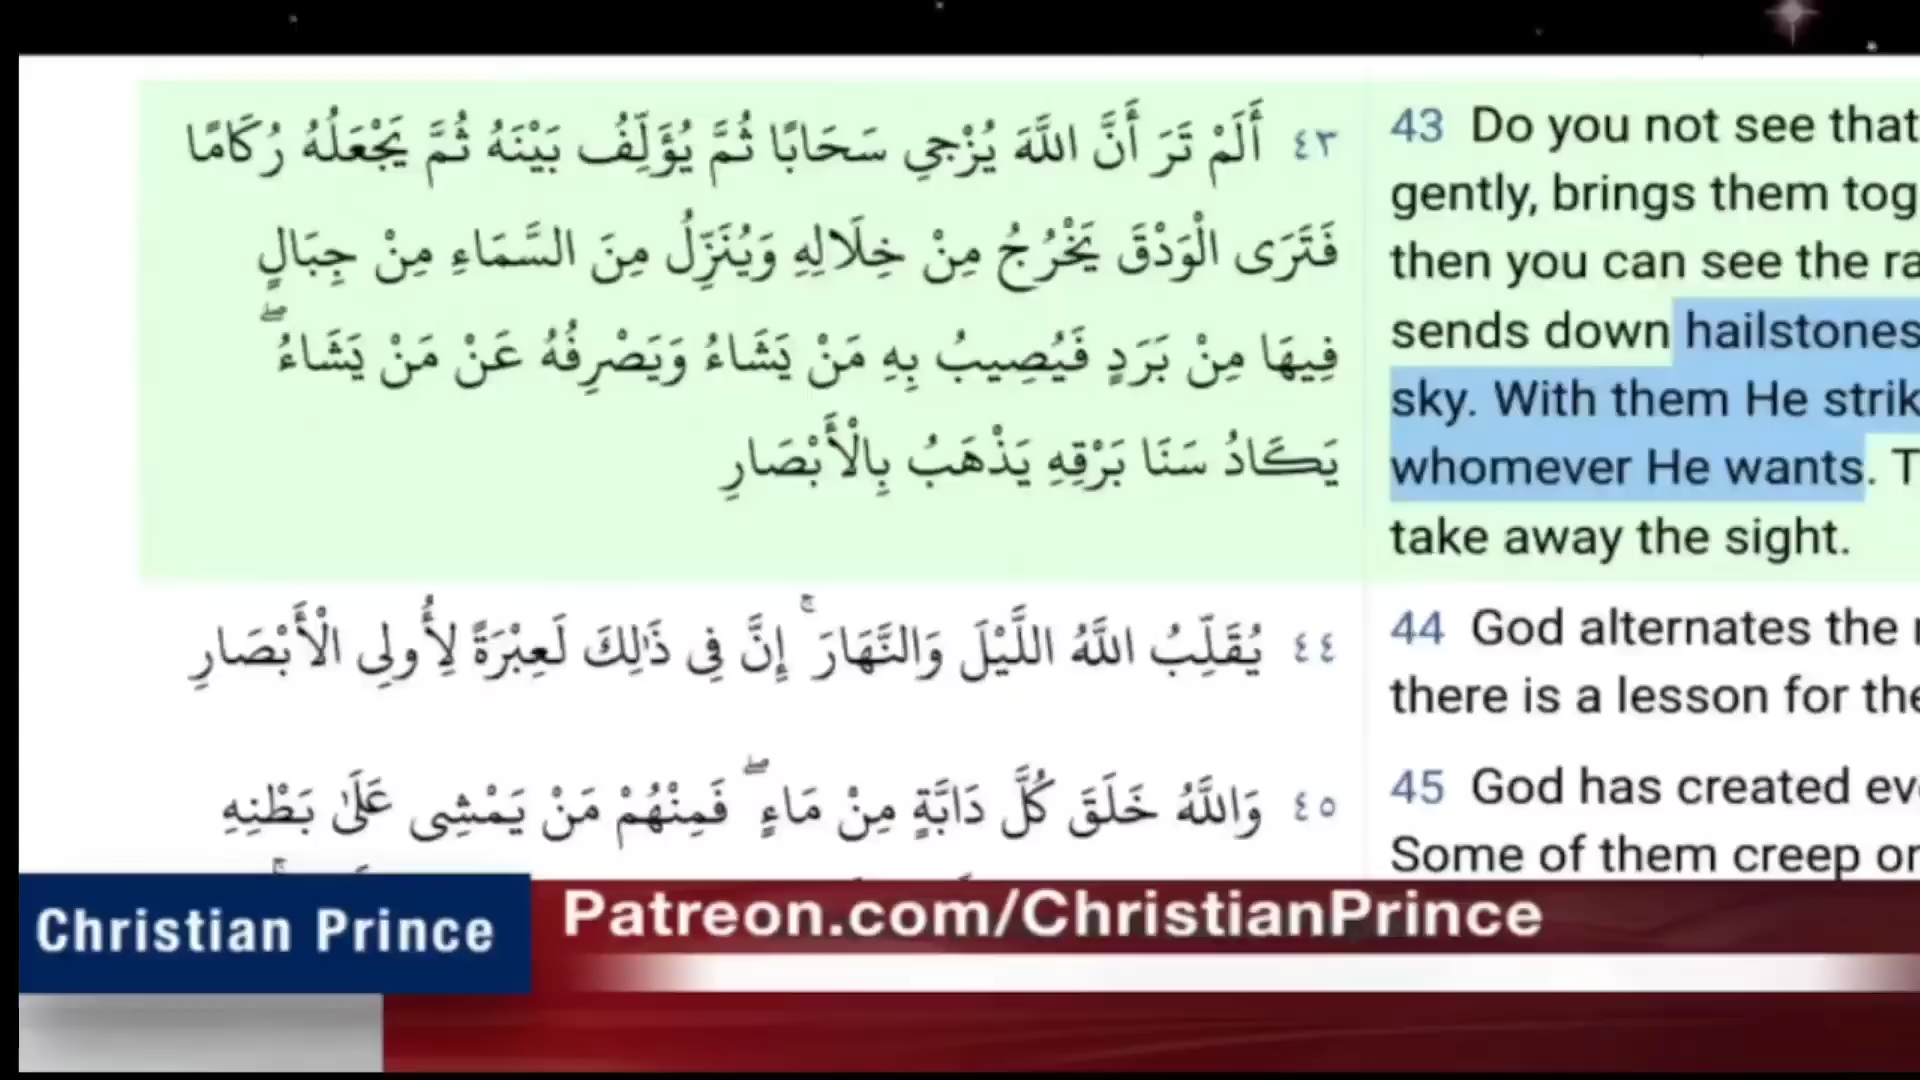 ٤٣ أَلَمْ تَرَ أَنَّ اللَّهَ يُزْجِي سَحَابًا ثُمَّ يُؤَلِّفُ بَيْنَهُ ثُمَّ يَجْعَلُهُ رُكَامًا
فَتَرَى الْوَدْقَ يَخْرُجُ مِنْ خِلَالِهِ وَيُنَزِّلُ مِنَ السَّمَاءِ مِنْ جِبَالٍ
فِيهَا مِنْ بَرَدٍ فَيُصِيبُ بِهِ مَنْ يَشَاءُ وَيَصْرِفُهُ عَنْ مَنْ يَشَاءُ ۖ
يَكَادُ سَنَا بَرْقِهِ يَذْهَبُ بِالْأَبْصَارِ
٤٤ يُقَلِّبُ اللَّهُ اللَّيْلَ وَالنَّهَارَ ۚ إِنَّ فِي ذَٰلِكَ لَعِبْرَةً لِأُولِي الْأَبْصَارِ
٤٥ وَاللَّهُ خَلَقَ كُلَّ دَابَّةٍ مِنْ مَاءٍ ۖ فَمِنْهُمْ مَنْ يَمْشِي عَلَىٰ بَطْنِهِ
43 Do you not see that
gently, brings them tog
then you can see the ra
sends down hailstones
sky. With them He strik
whomever He wants. T
take away the sight.
44 God alternates the
there is a lesson for the
45 God has created eve
Some of them creep or
Christian Prince
Patreon.com/ChristianPrince